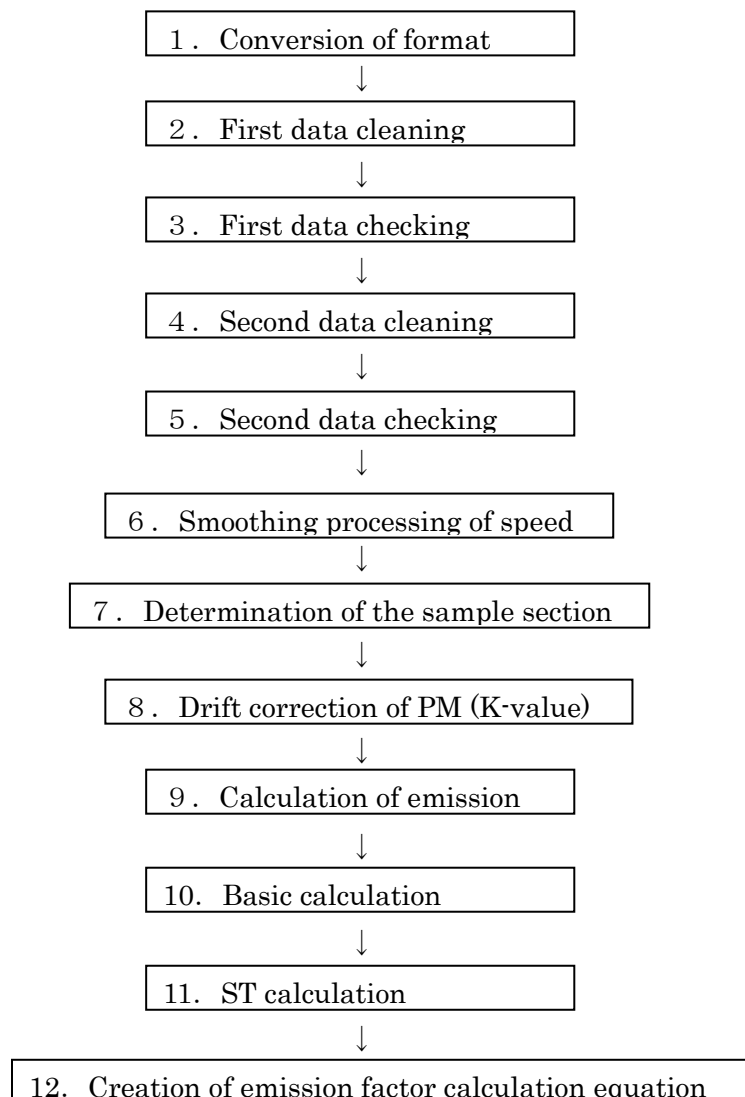 １．Conversion of format
↓
２．First data cleaning
↓
３．First data checking
↓
４．Second data cleaning
↓
５．Second data checking
↓
６．Smoothing processing of speed
↓
７．Determination of the sample section
↓
８．Drift correction of PM (K-value)
↓
９．Calculation of emission
↓
10．Basic calculation
↓
11．ST calculation
↓
12．Creation of emission factor calculation equation